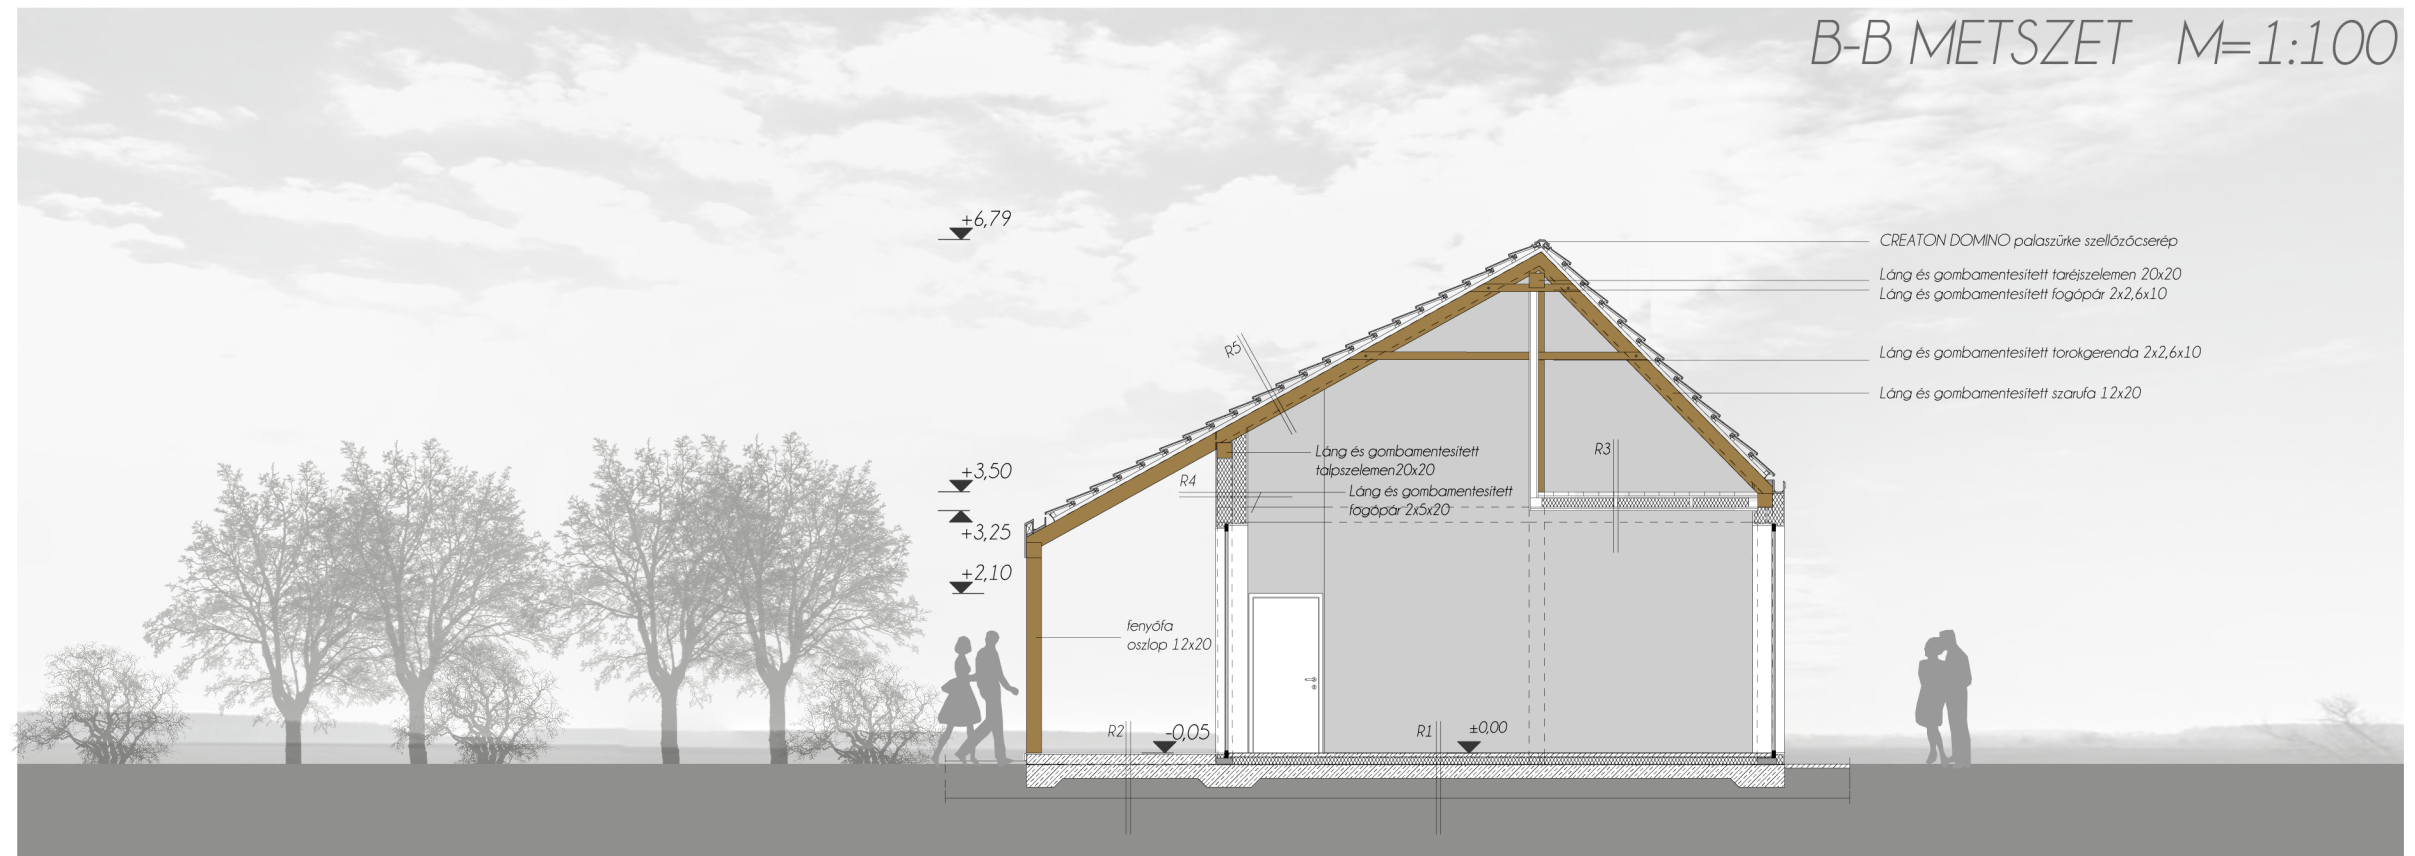 B-B METSZET M=1:100
+6,79
CREATON DOMINO palaszürke szellőzőcserép
Láng és gombamentesített taréjszelemen 20x20
Láng és gombamentesített fogópár 2x2,6x10
R5
Láng és gombamentesített torokgerenda 2x2,6x10
Láng és gombamentesített szarufa 12x20
Láng és gombamentesített
talpszelemen20x20
R3
+3,50
R4
Láng és gombamentesített
fogópár 2x5x20
+3,25
+2,10
fenyőfa
oszlop 12x20
R2
-0,05
R1
±0,00